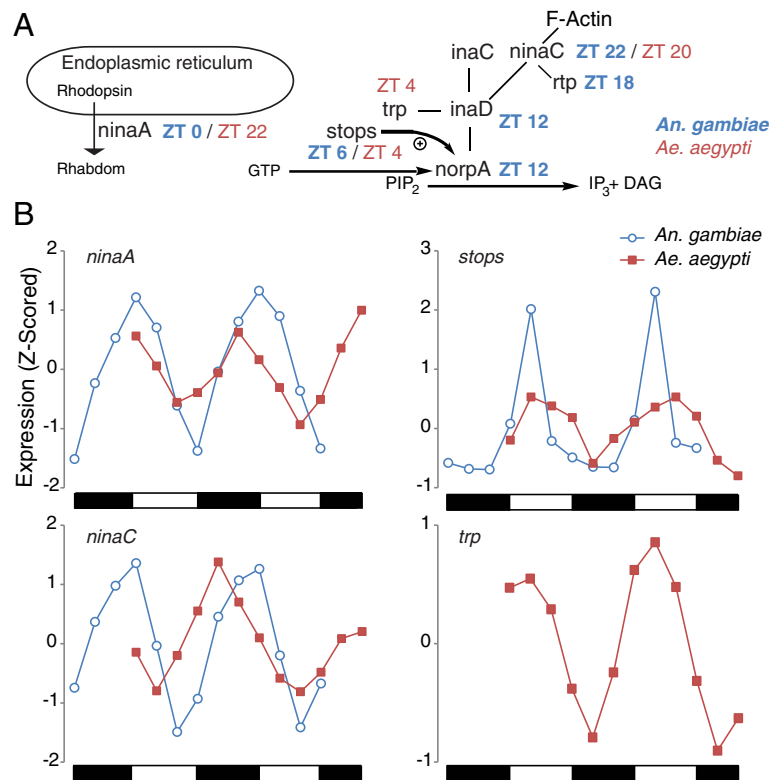 A
Endoplasmic reticulum
Rhodopsin
ninaA ZT 0 / ZT 22
Rhabdom
F-Actin
inaC ninaC ZT 22 / ZT 20
rtp ZT 18
ZT 4
trp inaD ZT 12
stops
ZT 6 / ZT 4
norpA ZT 12
GTP
PIP2
IP3+ DAG
An. gambiae
Ae. aegypti
B
Expression (Z-Scored)
ninaA
2
1
0
-1
-2
stops
An. gambiae
Ae. aegypti
3
2
1
0
-1
ninaC
2
1
0
-1
-2
trp
1
0
-1